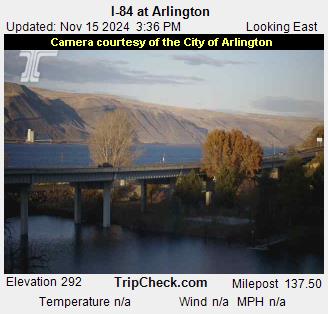 I-84 at Arlington
Updated: Nov 15 2024 3:36 PM Looking East
Camera courtesy of the City of Arlington
Elevation 292 TripCheck.com Milepost 137.50
Temperature n/a Wind n/a MPH n/a